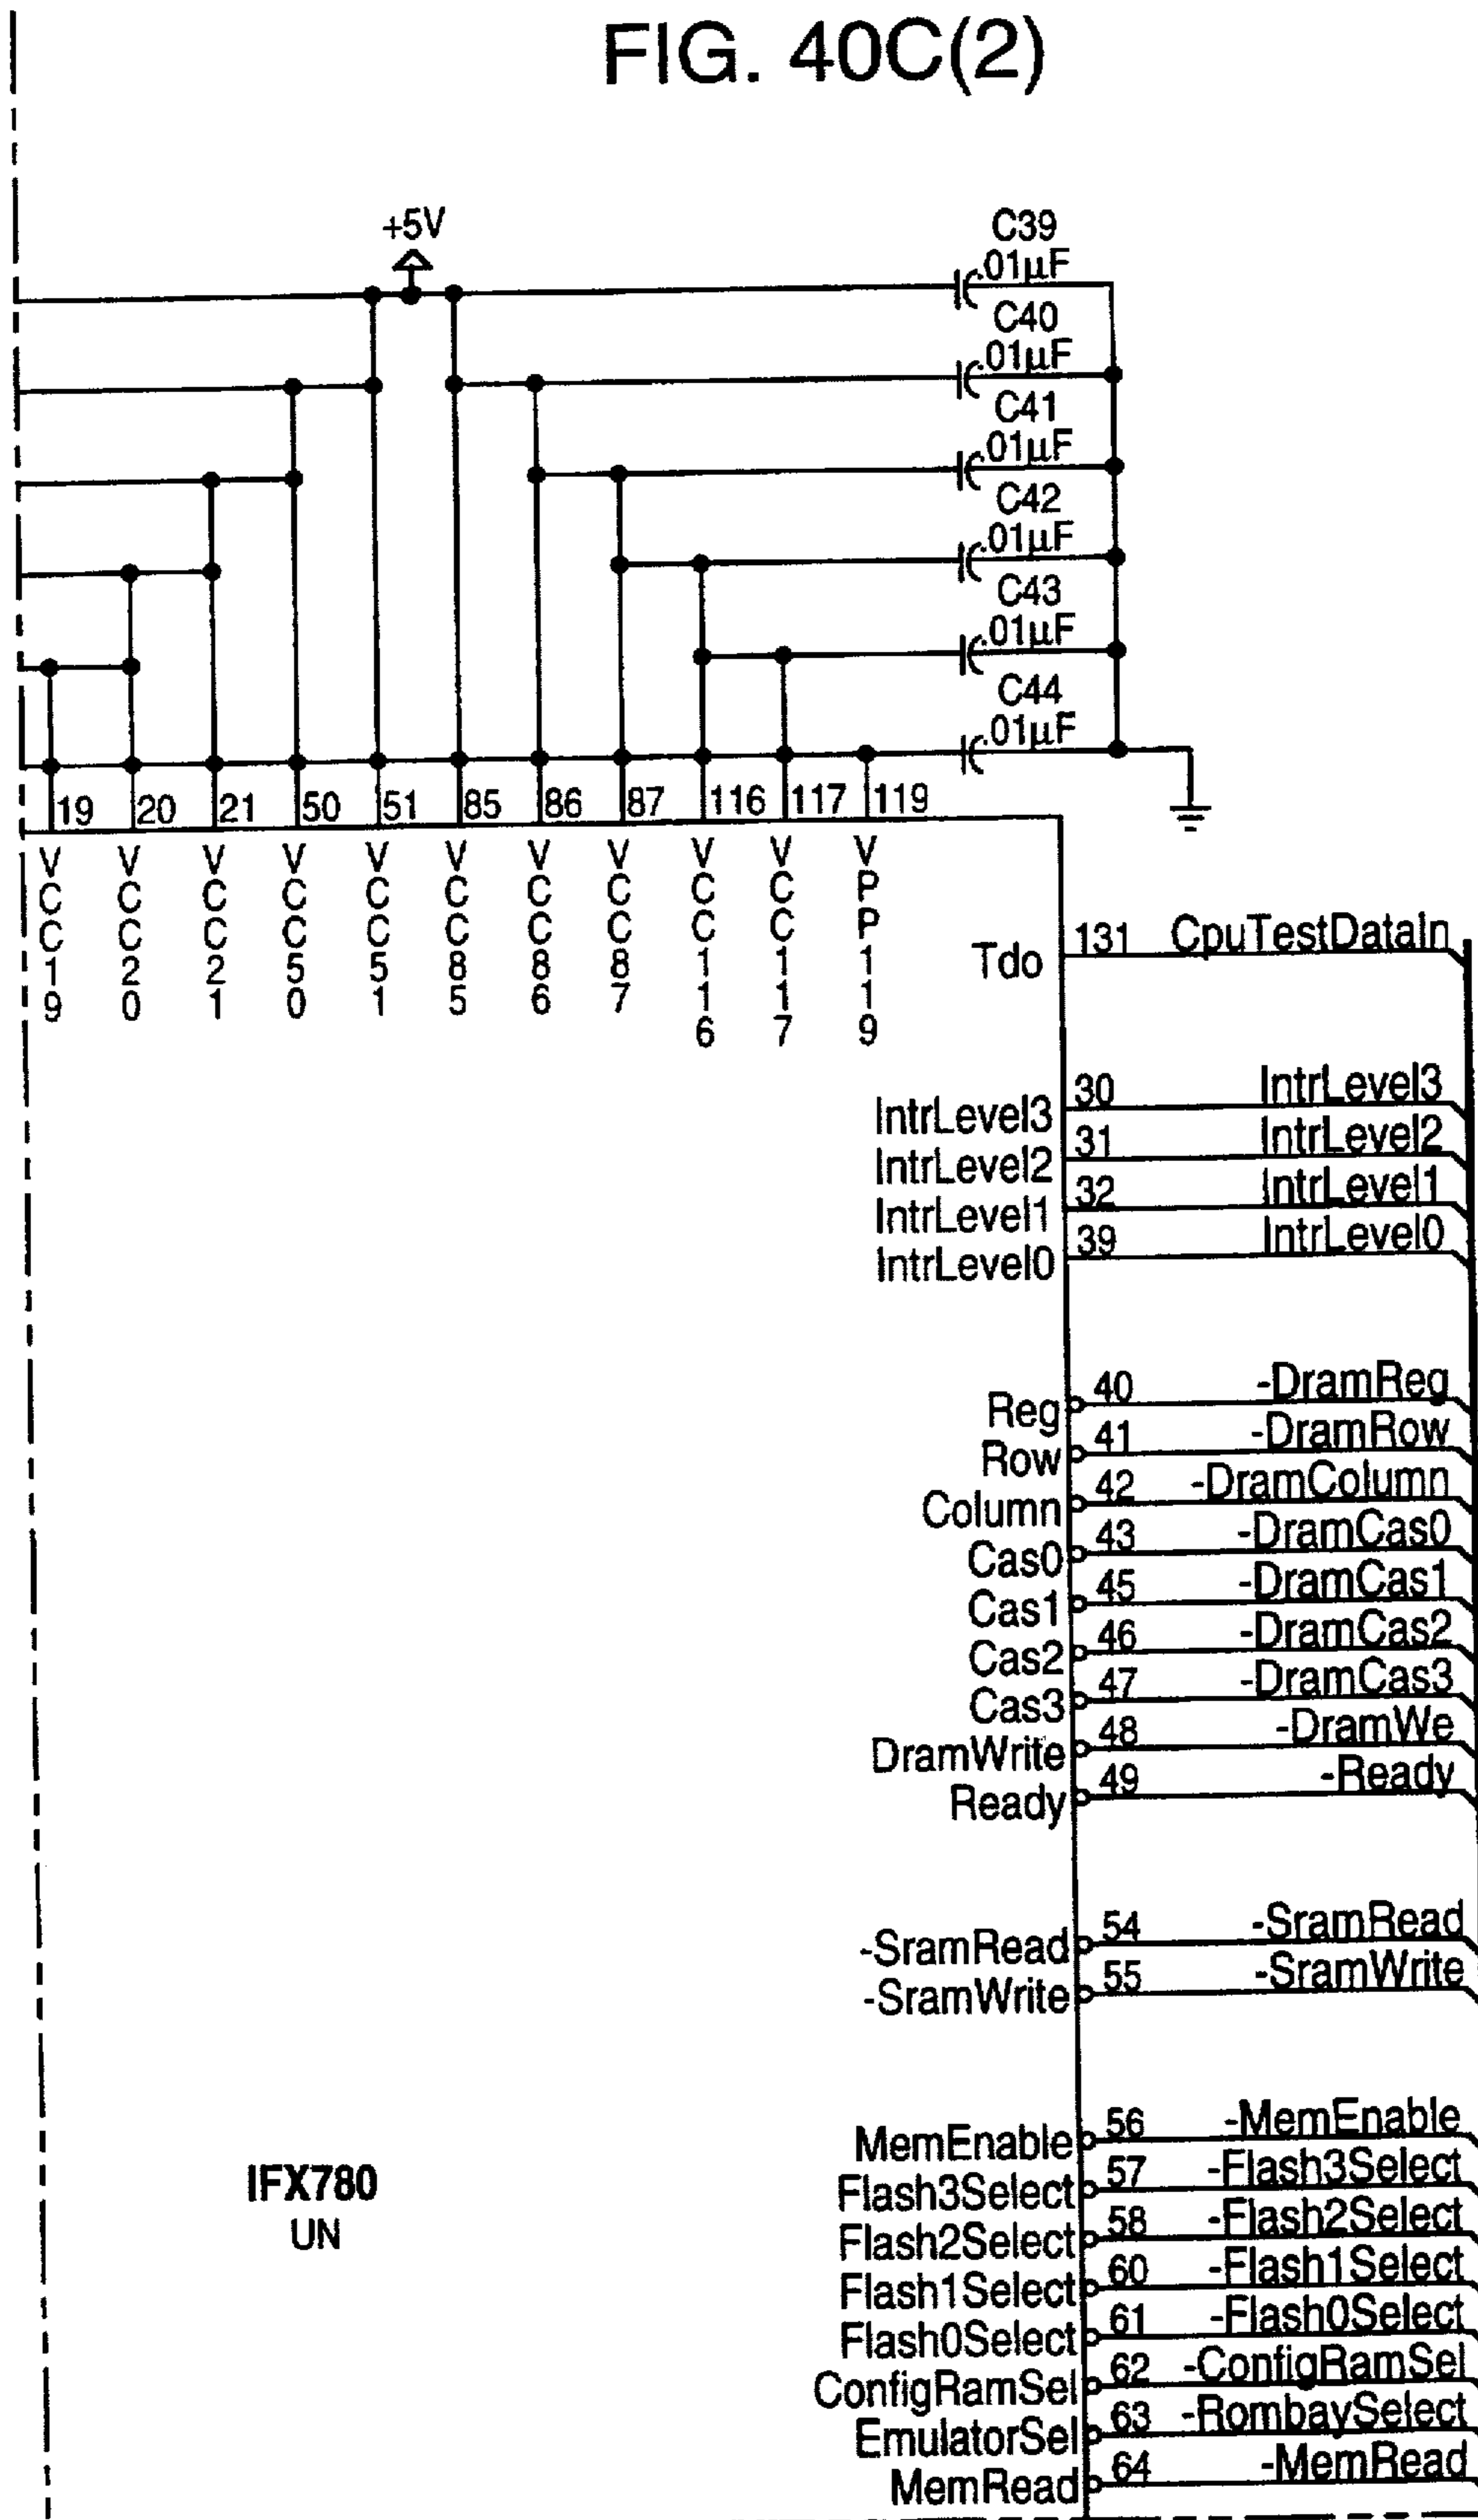 FIG. 40C(2)
+5V
C39
.01µF
C40
.01µF
C41
.01µF
C42
.01µF
C43
.01µF
C44
.01µF
19 20 21 50 51 85 86 87 116 117 119
VCC19 VCC20 VCC21 VCC50 VCC51 VCC85 VCC86 VCC87 VCC116 VCC117 VPP119
Tdo 131 CpuTestDataIn
IntrLevel3 30 IntrLevel3
IntrLevel2 31 IntrLevel2
IntrLevel1 32 IntrLevel1
IntrLevel0 39 IntrLevel0
Reg 40 -DramReg
Row 41 -DramRow
Column 42 -DramColumn
Cas0 43 -DramCas0
Cas1 45 -DramCas1
Cas2 46 -DramCas2
Cas3 47 -DramCas3
DramWrite 48 -DramWe
Ready 49 -Ready
-SramRead 54 -SramRead
-SramWrite 55 -SramWrite
MemEnable 56 -MemEnable
IFX780
UN
Flash3Select 57 -Flash3Select
Flash2Select 58 -Flash2Select
Flash1Select 60 -Flash1Select
Flash0Select 61 -Flash0Select
ConfigRamSel 62 -ConfigRamSel
EmulatorSel 63 -RombaySelect
MemRead 64 -MemRead